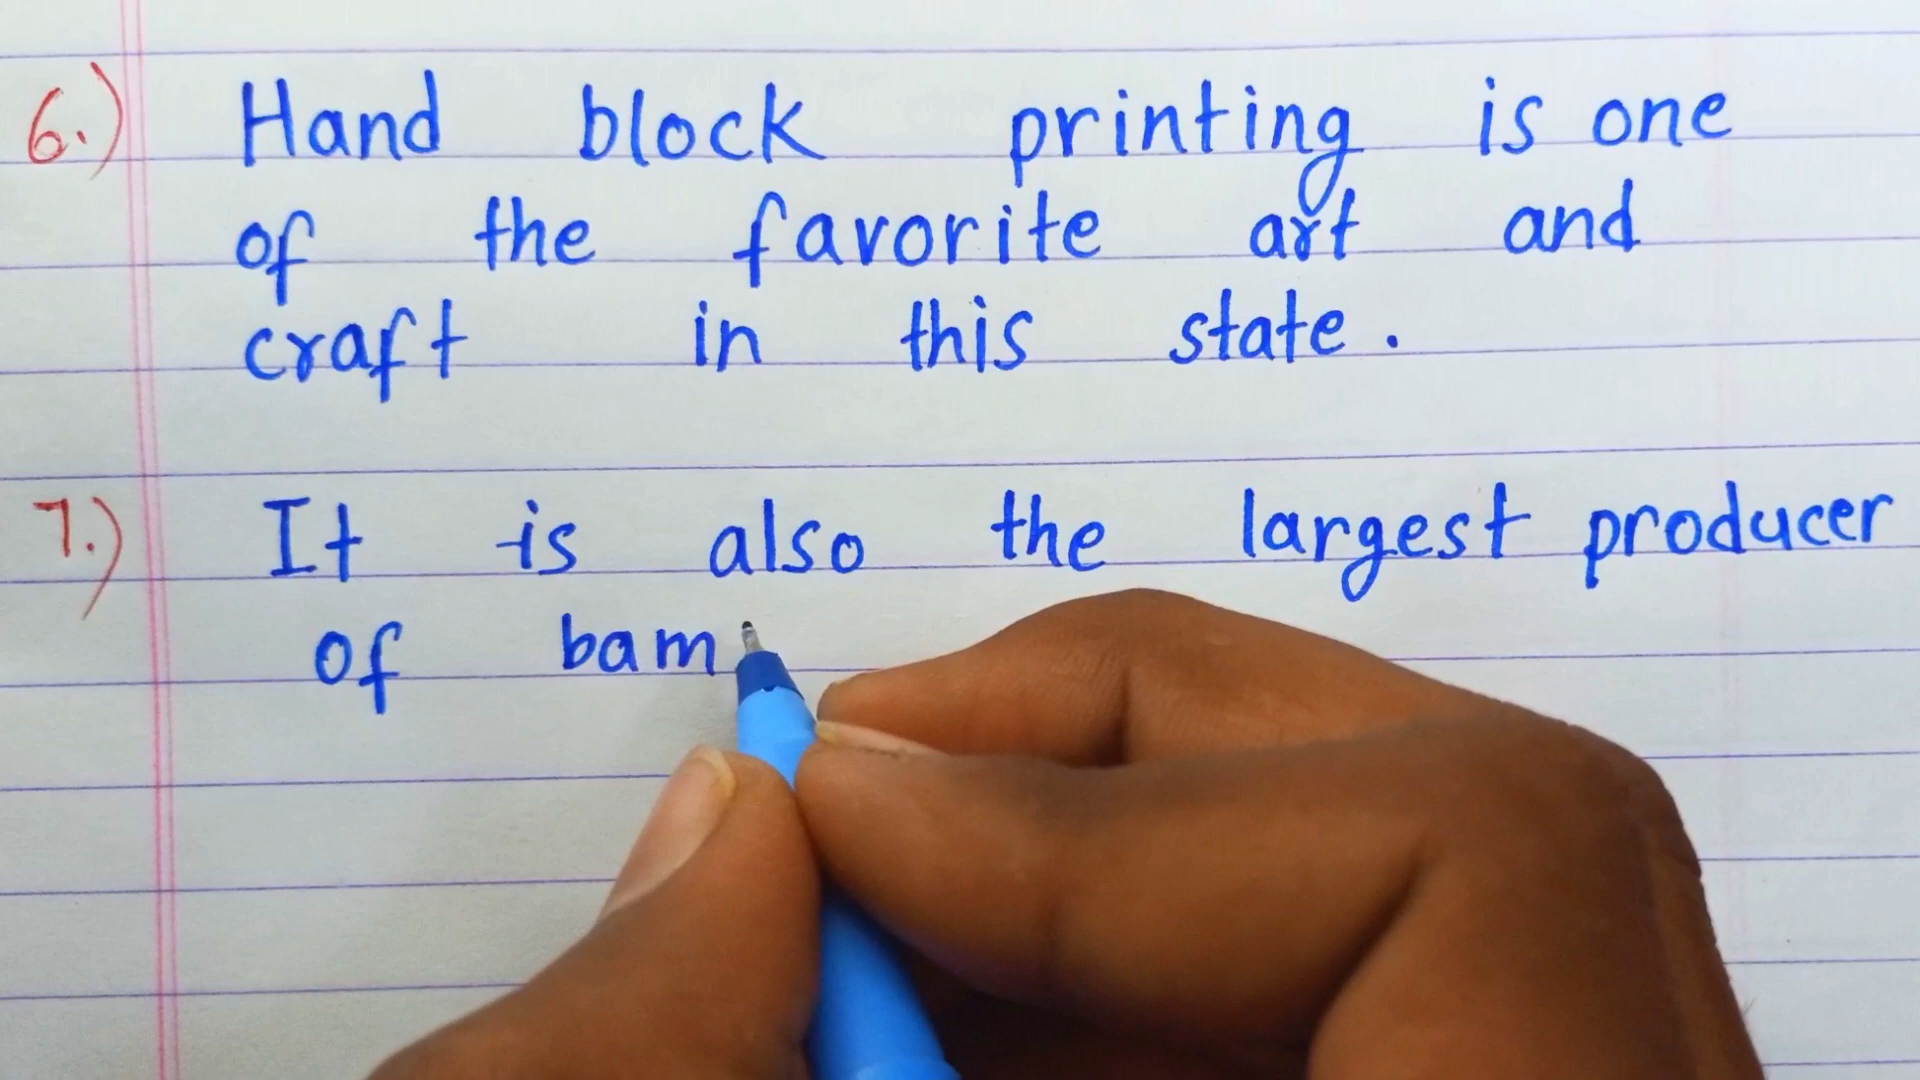 6.) Hand block printing is one
of the favorite art and
craft in this state.
7.) It is also the largest producer
of bam